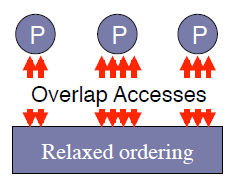 P P P
Overlap Accesses
Relaxed ordering